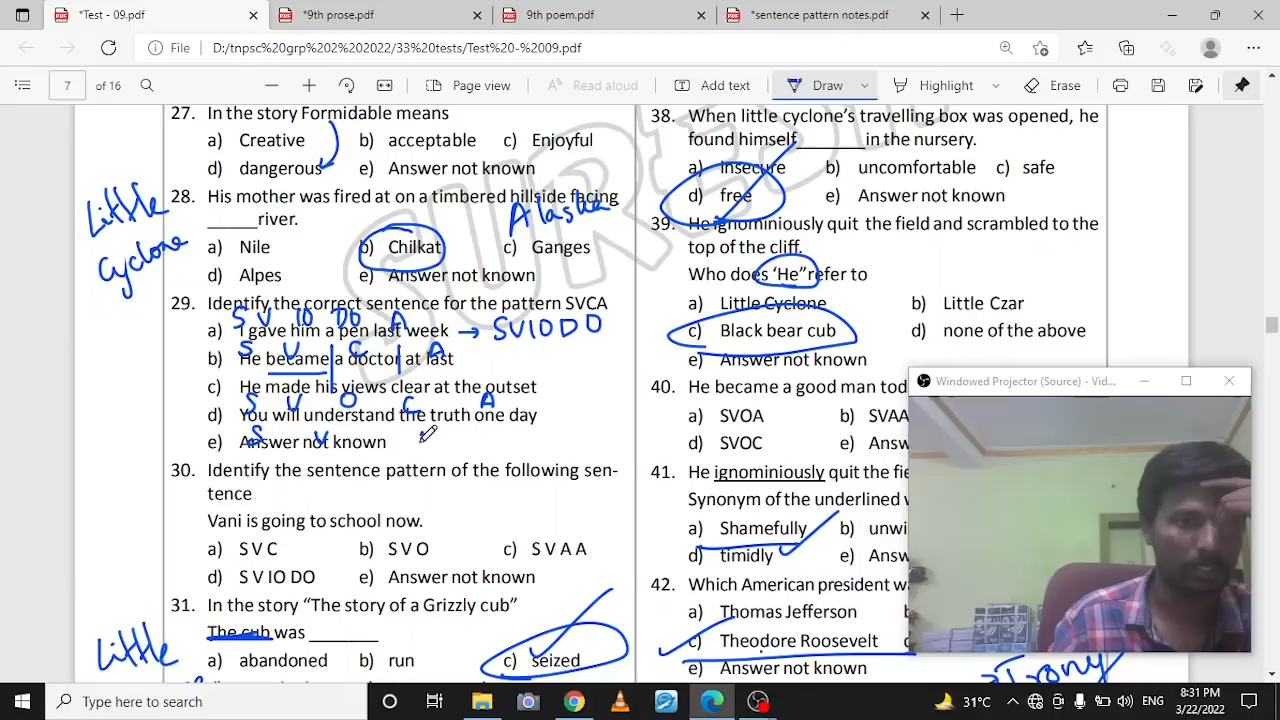 *Test - 09.pdf
*9th prose.pdf
9th poem.pdf
*sentence pattern notes.pdf
File
D:/tnpsc%20grp%202%202022/33%20tests/Test%20-%2009.pdf
7
of 16
Page view
Read aloud
Add text
Draw
Highlight
Erase
27. In the story Formidable means
a) Creative b) acceptable c) Enjoyful
d) dangerous e) Answer not known
28. His mother was fired at on a timbered hillside facing
_____river.
Alaska
a) Nile b) Chilkat c) Ganges
d) Alpes e) Answer not known
Little
Cyclone
29. Identify the correct sentence for the pattern SVCA
S V IO DO A
a) I gave him a pen last week → SVIODO
S V C A
b) He became a doctor at last
c) He made his views clear at the outset
S V O C A
d) You will understand the truth one day
S V
e) Answer not known
30. Identify the sentence pattern of the following sen-
tence
Vani is going to school now.
a) S V C b) S V O c) S V A A
d) S V IO DO e) Answer not known
31. In the story “The story of a Grizzly cub”
The cub was _______
a) abandoned b) run c) seized
Little
38. When little cyclone’s travelling box was opened, he
found himself_______in the nursery.
a) insecure b) uncomfortable c) safe
d) free e) Answer not known
39. He ignominiously quit the field and scrambled to the
top of the cliff.
Who does ‘He” refer to
a) Little Cyclone b) Little Czar
c) Black bear cub d) none of the above
e) Answer not known
40. He became a good man tod
a) SVOA b) SVAA
d) SVOC e) Answ
41. He ignominiously quit the fie
Synonym of the underlined w
a) Shamefully b) unwi
d) timidly e) Answ
42. Which American president wa
a) Thomas Jefferson b
c) Theodore Roosevelt
e) Answer not known
Irony
SURES
Windowed Projector (Source) - Vid...
Type here to search
31°C
ENG
8:31 PM
3/22/2022